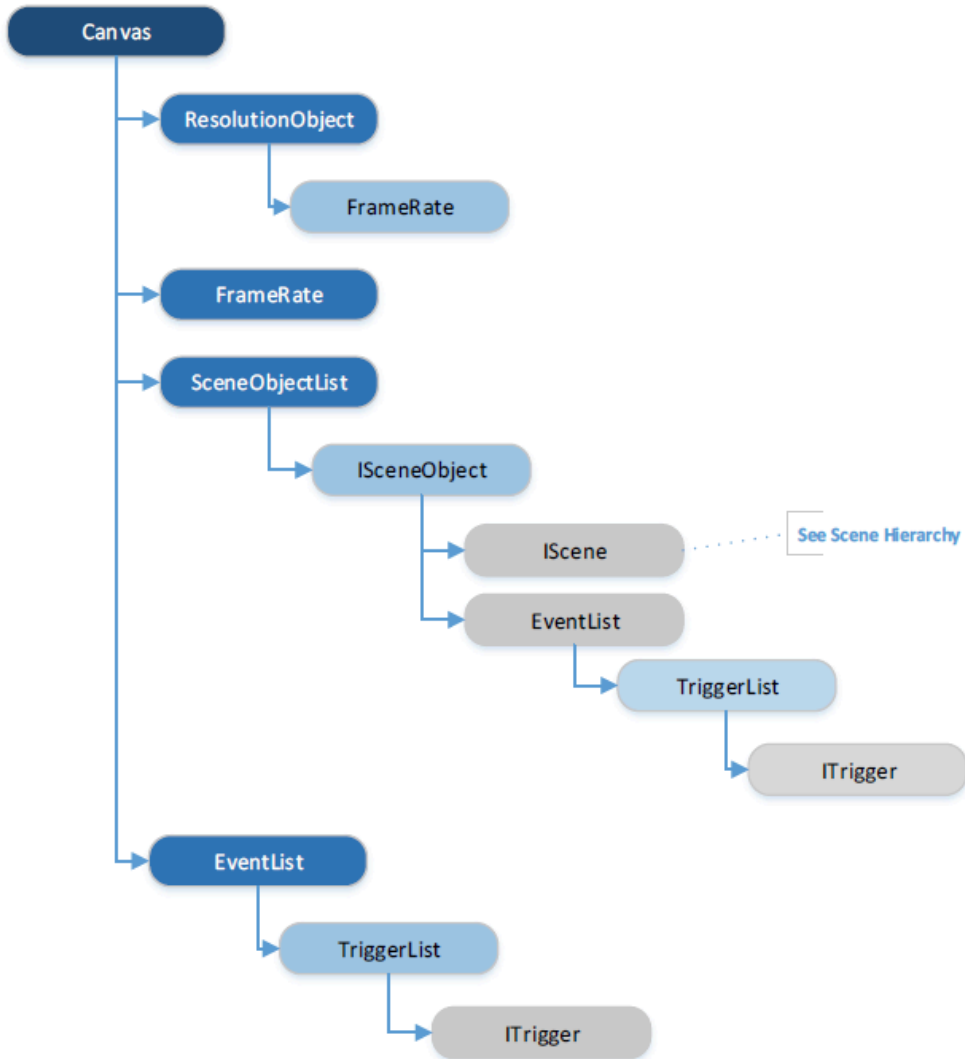 Canvas
ResolutionObject
FrameRate
FrameRate
SceneObjectList
ISceneObject
IScene
See Scene Hierarchy
EventList
TriggerList
ITrigger
EventList
TriggerList
ITrigger